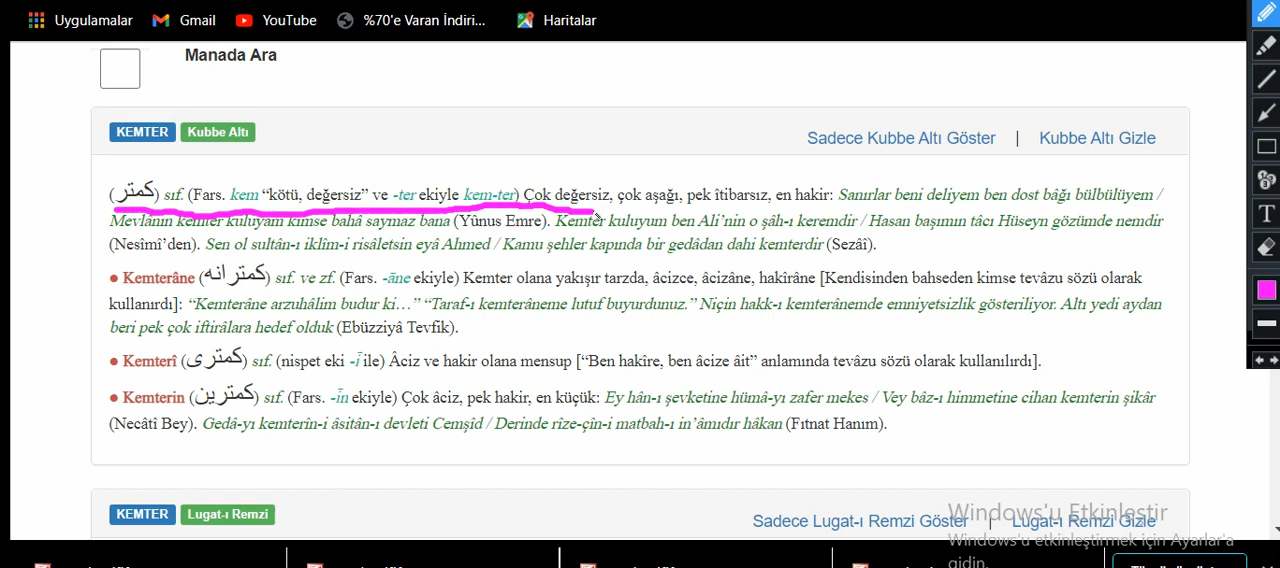 Uygulamalar Gmail YouTube %70'e Varan İndiri... Haritalar
Manada Ara
KEMTER Kubbe Altı Sadece Kubbe Altı Göster | Kubbe Altı Gizle
(كمتر) sıf. (Fars. kem “kötü, değersiz” ve -ter ekiyle kem-ter) Çok değersiz, çok aşağı, pek îtibarsız, en hakir: Sanırlar beni deliyem ben dost bâğı bülbülüyem /
Mevlânın kemter kuluyam kimse bahâ saymaz bana (Yûnus Emre). Kemter kuluyum ben Ali’nin o şâh-ı keremdir / Hasan başımın tâcı Hüseyn gözümde nemdir
(Nesîmî’den). Sen ol sultân-ı iklîm-i risâletsin eyâ Ahmed / Kamu şehler kapında bir gedâdan dahi kemterdir (Sezâî).
● Kemterâne (كمترانه) sıf. ve zf. (Fars. -āne ekiyle) Kemter olana yakışır tarzda, âcizce, âcizâne, hakîrâne [Kendisinden bahseden kimse tevâzu sözü olarak
kullanırdı]: “Kemterâne arzuhâlim budur ki…” “Taraf-ı kemterâneme lutuf buyurdunuz.” Niçin hakk-ı kemterânemde emniyetsizlik gösteriliyor. Altı yedi aydan
beri pek çok iftirâlara hedef olduk (Ebüzziyâ Tevfik).
● Kemterî (كمترى) sıf. (nispet eki -ī ile) Âciz ve hakir olana mensup [“Ben hakîre, ben âcize âit” anlamında tevâzu sözü olarak kullanılırdı].
● Kemterin (كمترين) sıf. (Fars. -īn ekiyle) Çok âciz, pek hakir, en küçük: Ey hân-ı şevketine hümâ-yı zafer mekes / Vey bâz-ı himmetine cihan kemterin şikâr
(Necâtî Bey). Gedâ-yı kemterin-i âsitân-ı devleti Cemşîd / Derinde rize-çîn-i matbah-ı in’âmıdır hâkan (Fıtnat Hanım).
KEMTER Lugat-ı Remzi Sadece Lugat-ı Remzi Göster | Lugat-ı Remzi Gizle
Windows'u Etkinleştir
Windows'u etkinleştirmek için Ayarlar'a
gidin.